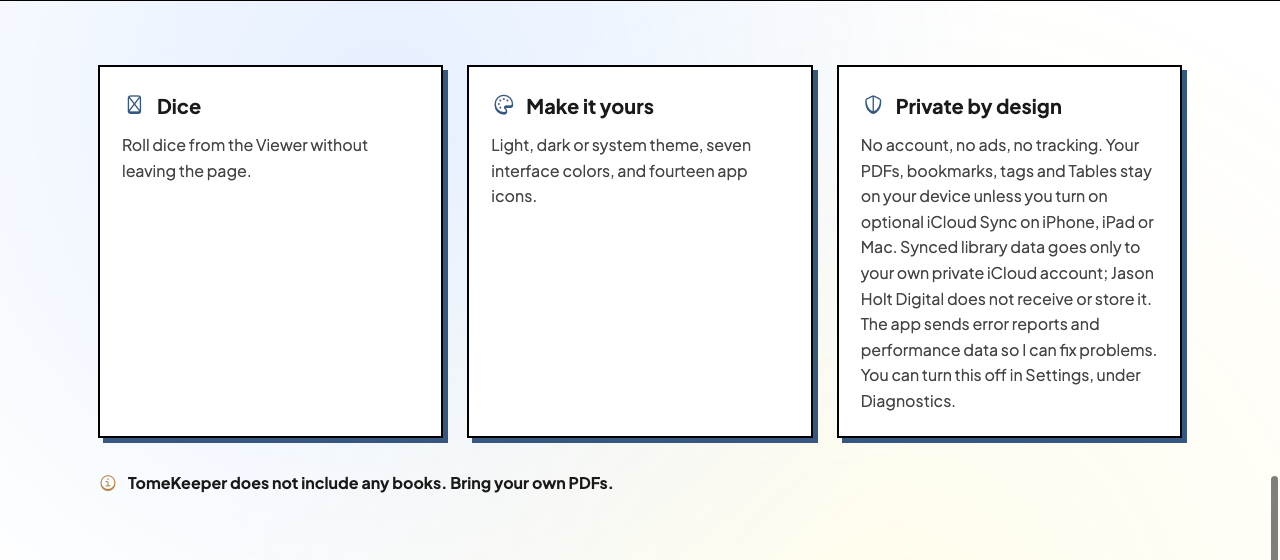 Dice
Roll dice from the Viewer without
leaving the page.
Make it yours
Light, dark or system theme, seven
interface colors, and fourteen app
icons.
Private by design
No account, no ads, no tracking. Your
PDFs, bookmarks, tags and Tables stay
on your device unless you turn on
optional iCloud Sync on iPhone, iPad or
Mac. Synced library data goes only to
your own private iCloud account; Jason
Holt Digital does not receive or store it.
The app sends error reports and
performance data so I can fix problems.
You can turn this off in Settings, under
Diagnostics.
TomeKeeper does not include any books. Bring your own PDFs.